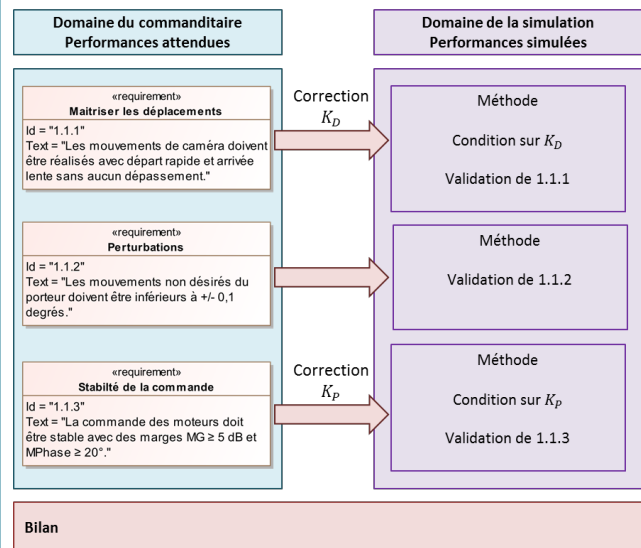 Domaine du commanditaire
Performances attendues
Domaine de la simulation
Performances simulées
«requirement»
Maitriser les déplacements
Id = "1.1.1"
Text = "Les mouvements de caméra doivent
être réalisés avec départ rapide et arrivée
lente sans aucun dépassement."
Correction
K_D
Méthode
Condition sur K_D
Validation de 1.1.1
«requirement»
Perturbations
Id = "1.1.2"
Text = "Les mouvements non désirés du
porteur doivent être inférieurs à +/- 0,1
degrés."
Méthode
Validation de 1.1.2
«requirement»
Stabilté de la commande
Id = "1.1.3"
Text = "La commande des moteurs doit
être stable avec des marges MG ≥ 5 dB et
MPhase ≥ 20°."
Correction
K_P
Méthode
Condition sur K_P
Validation de 1.1.3
Bilan